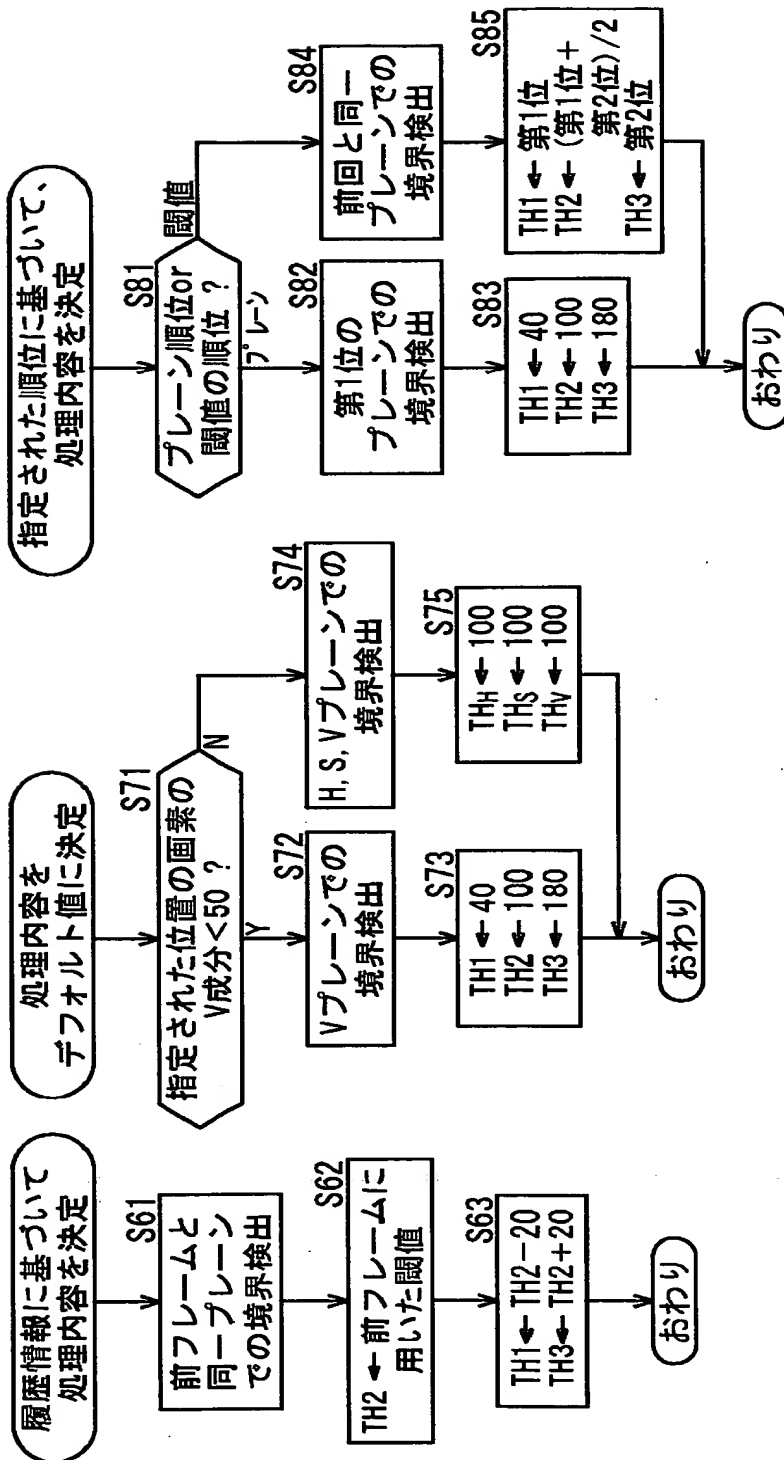 履歴情報に基づいて
処理内容を決定
S61
前フレームと
同一プレーン
での境界検出
S62
TH2 ← 前フレームに
用いた閾値
S63
TH1 ← TH2-20
TH3 ← TH2+20
おわり
処理内容を
デフォルト値に決定
S71
指定された位置の画素の
V成分<50 ?
Y
N
S72
Vプレーンでの
境界検出
S73
TH1 ← 40
TH2 ← 100
TH3 ← 180
S74
H,S,Vプレーンでの
境界検出
S75
THH ← 100
THS ← 100
THV ← 100
おわり
指定された順位に基づいて、
処理内容を決定
S81
プレーン順位or
閾値の順位 ?
プレーン
閾値
S82
第1位の
プレーンでの
境界検出
S83
TH1 ← 40
TH2 ← 100
TH3 ← 180
S84
前回と同一
プレーンでの
境界検出
S85
TH1 ← 第1位
TH2 ← (第1位+
第2位)/2
TH3 ← 第2位
おわり